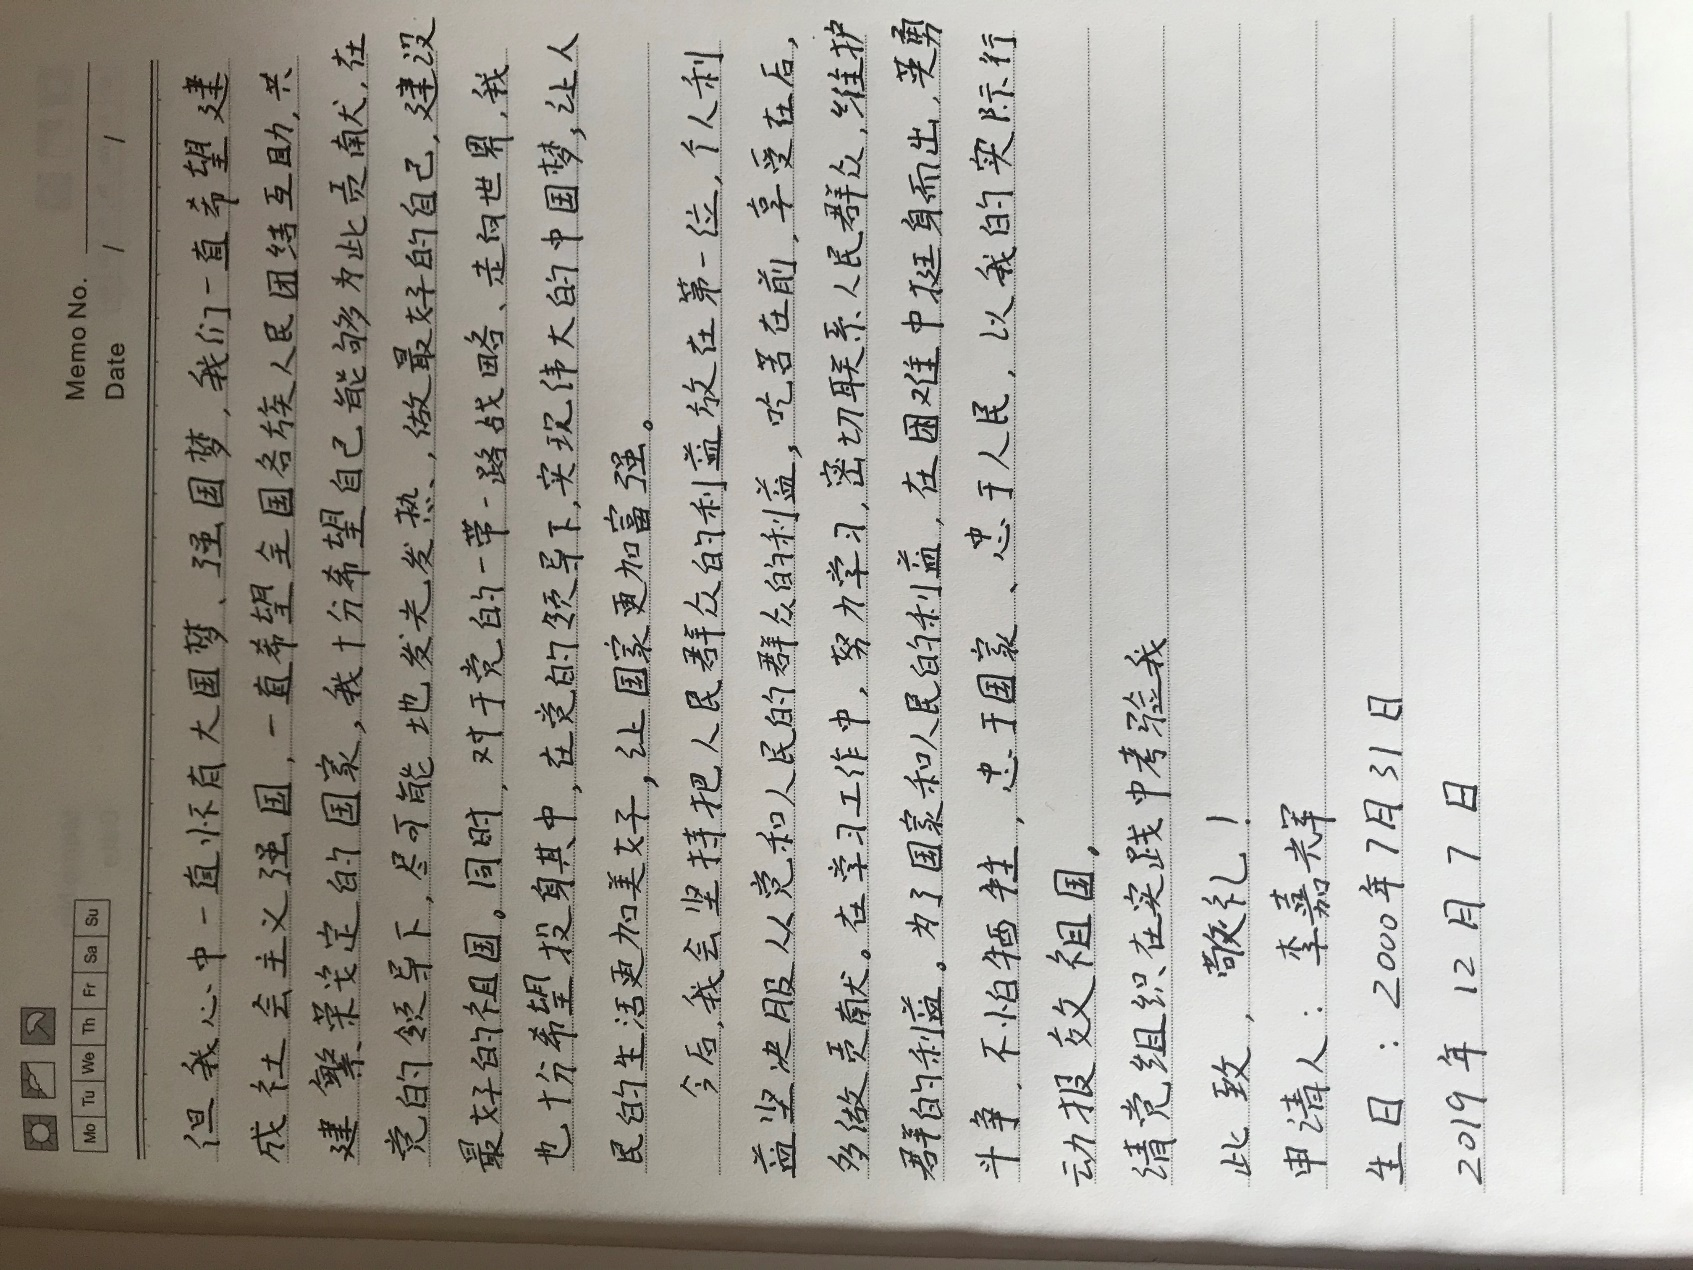 Memo No.
Date / /
Mo Tu We Th Fr Sa Su
但我心中一直怀有大国梦、强国梦，我们一直希望建
成社会主义强国，一直希望全国各族人民团结互助，共
建繁荣安定的国家，我十分希望自己能够为此贡献，在
党的领导下，尽可能地发光发热，做最好的自己，建设
最好的祖国。同时，对于党的一带一路战略、走向世界，我
也十分希望投身其中，在党的领导下，实现伟大的中国梦，让人
民的生活更加美好，让国家更加富强。
今后，我会坚持把人民群众的利益放在第一位，个人利
益坚决服从党和人民的群众的利益，吃苦在前，享受在后，
多做贡献。在学习工作中，努力学习，密切联系人民群众，维护
群的利益。为了国家和人民的利益，在困难中挺身而出，英勇
斗争，不怕牺牲，忠于国家、忠于人民，以我的实际行
动报效祖国。
请党组织在实践中考验我
此致，敬礼！
申请人：李嘉辉
生日：2000年7月31日
2019年12月7日